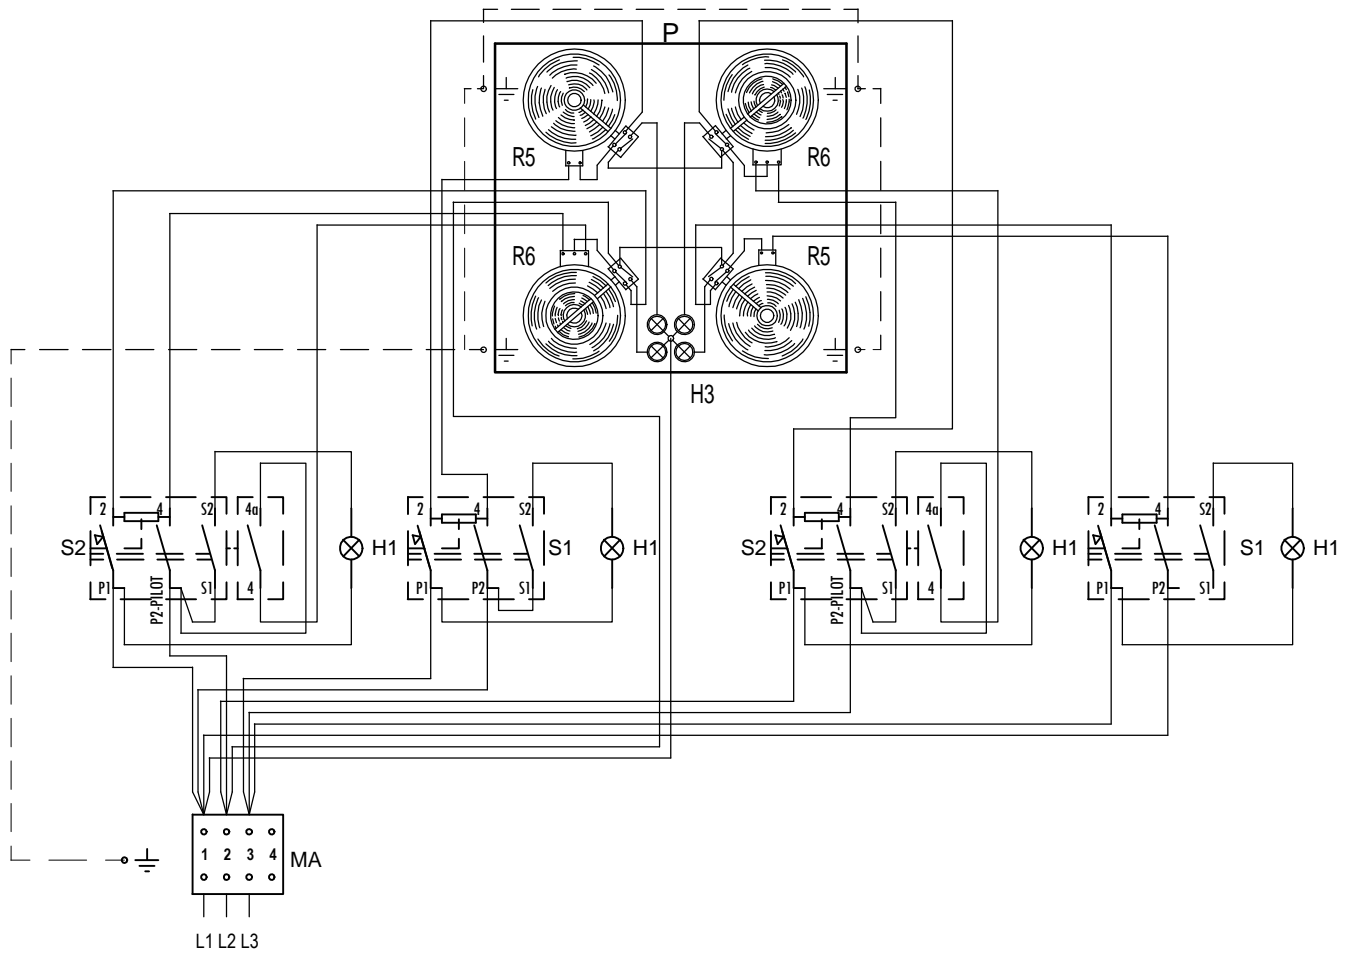 P
R5 R6
R6 R5
H3
2 4 S2 4a 2 4 S2 2 4 S2 4a 2 4 S2
S2 H1 S1 H1 S2 H1 S1 H1
P1 P2-PILOT S1 4 P1 P2 S1 P1 P2-PILOT S1 4 P1 P2 S1
1 2 3 4 MA
L1 L2 L3